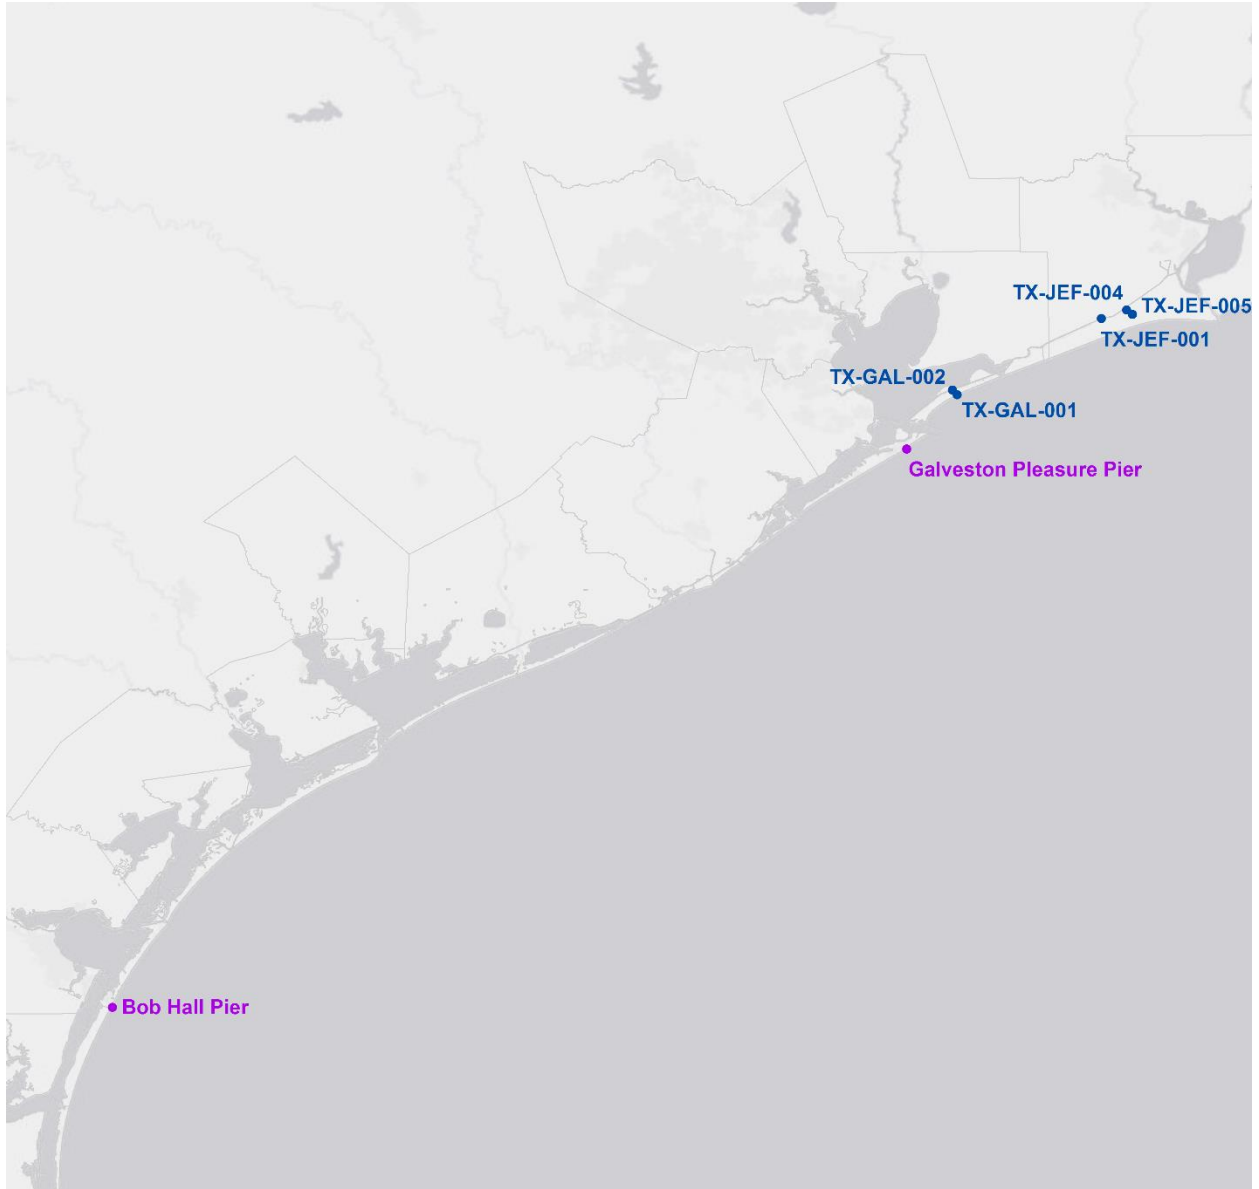 TX-JEF-004
TX-JEF-005
TX-JEF-001
TX-GAL-002
TX-GAL-001
Galveston Pleasure Pier
Bob Hall Pier